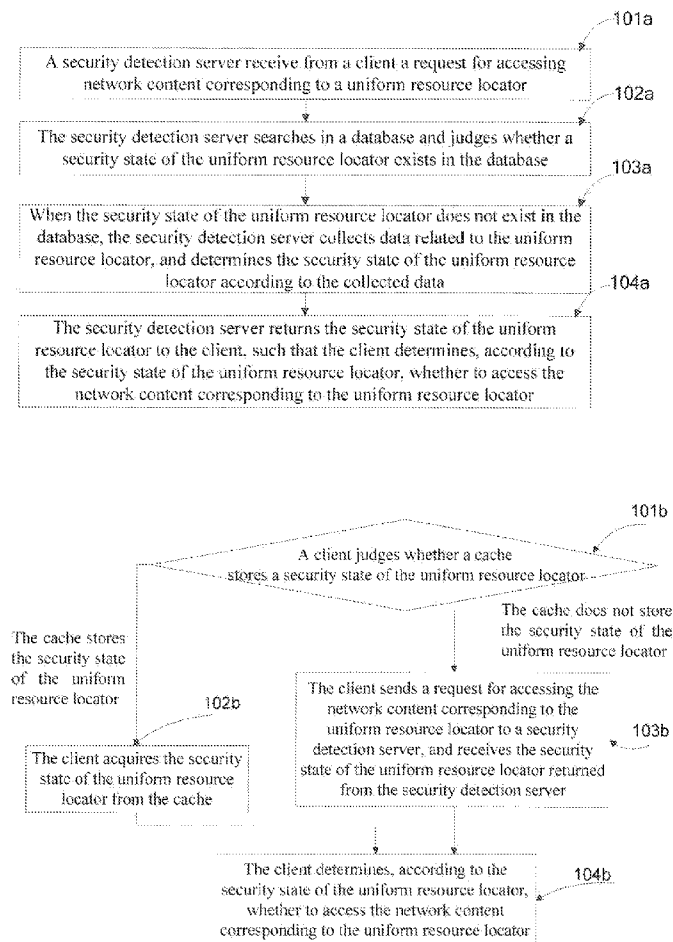 101a
A security detection server receive from a client a request for accessing
network content corresponding to a uniform resource locator
102a
The security detection server searches in a database and judges whether a
security state of the uniform resource locator exists in the database
103a
When the security state of the uniform resource locator does not exist in the
database, the security detection server collects data related to the uniform
resource locator, and determines the security state of the uniform resource
locator according to the collected data
104a
The security detection server returns the security state of the uniform
resource locator to the client, such that the client determines, according to
the security state of the uniform resource locator, whether to access the
network content corresponding to the uniform resource locator
101b
A client judges whether a cache
stores a security state of the uniform resource locator
The cache does not store
the security state of the
uniform resource locator
The cache stores
the security state
of the uniform
resource locator
102b
The client acquires the security
state of the uniform resource
locator from the cache
The client sends a request for accessing the
network content corresponding to the
uniform resource locator to a security
detection server, and receives the security
state of the uniform resource locator returned
from the security detection server
103b
The client determines, according to the
security state of the uniform resource locator,
whether to access the network content
corresponding to the uniform resource locator
104b